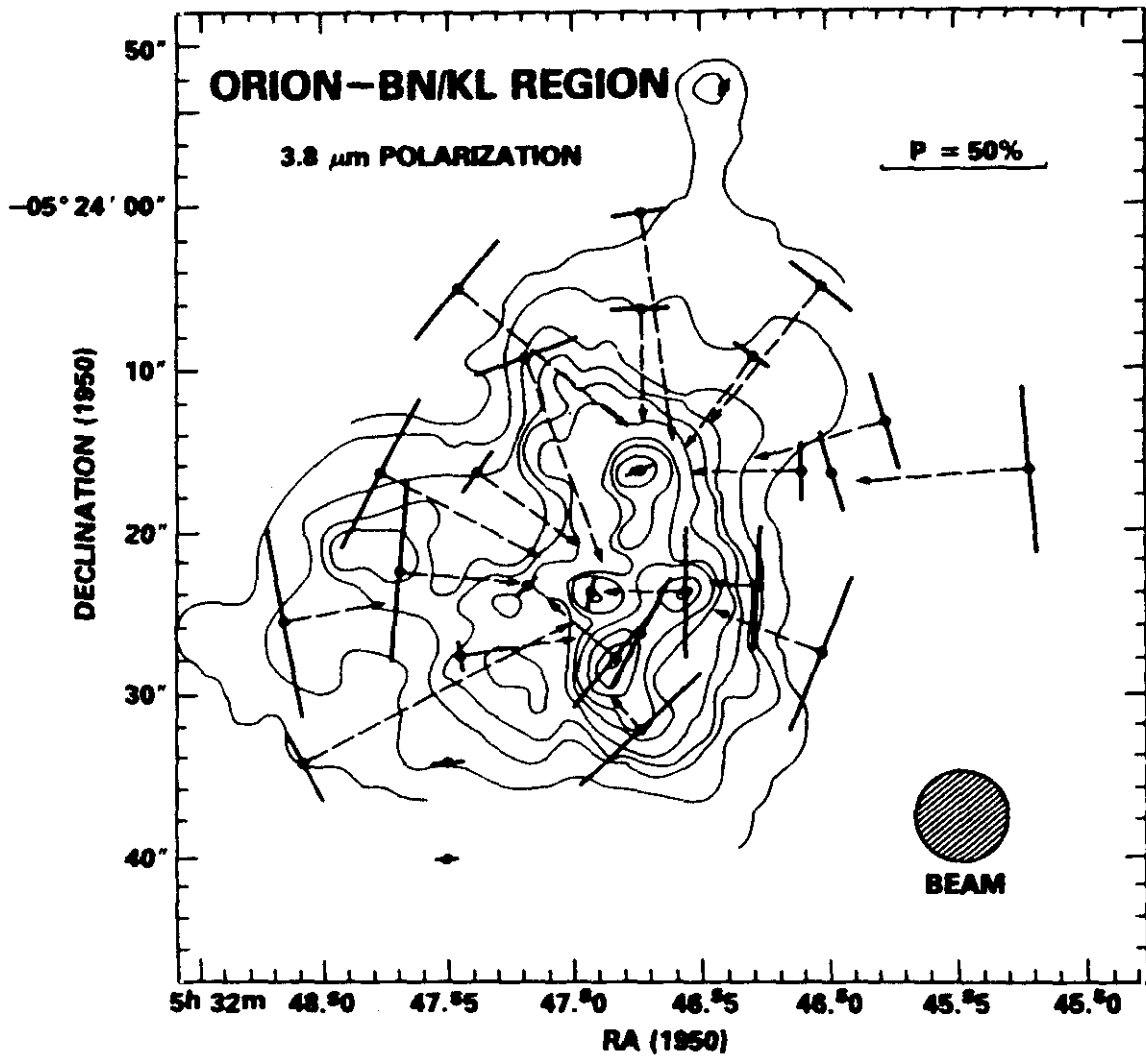 50"
ORION-BN/KL REGION
3.8 μm POLARIZATION
P = 50%
-05° 24' 00"
10"
20"
30"
40"
DECLINATION (1950)
BEAM
5h 32m 48.ˢ0 47.ˢ5 47.ˢ0 46.ˢ5 46.ˢ0 45.ˢ5 45.ˢ0
RA (1950)